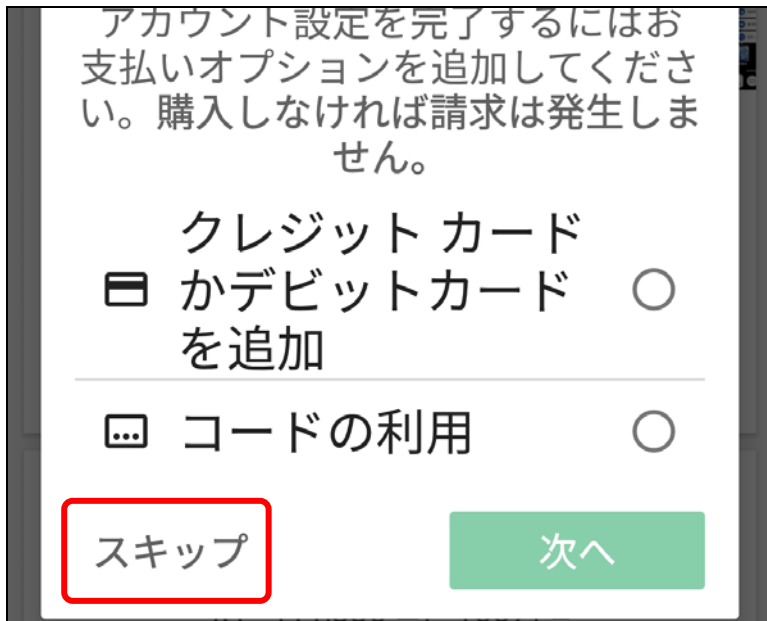 アカウント設定を完了するにはお
支払いオプションを追加してくださ
い。購入しなければ請求は発生しま
せん。
クレジット カード
かデビットカード
を追加
コードの利用
スキップ
次へ